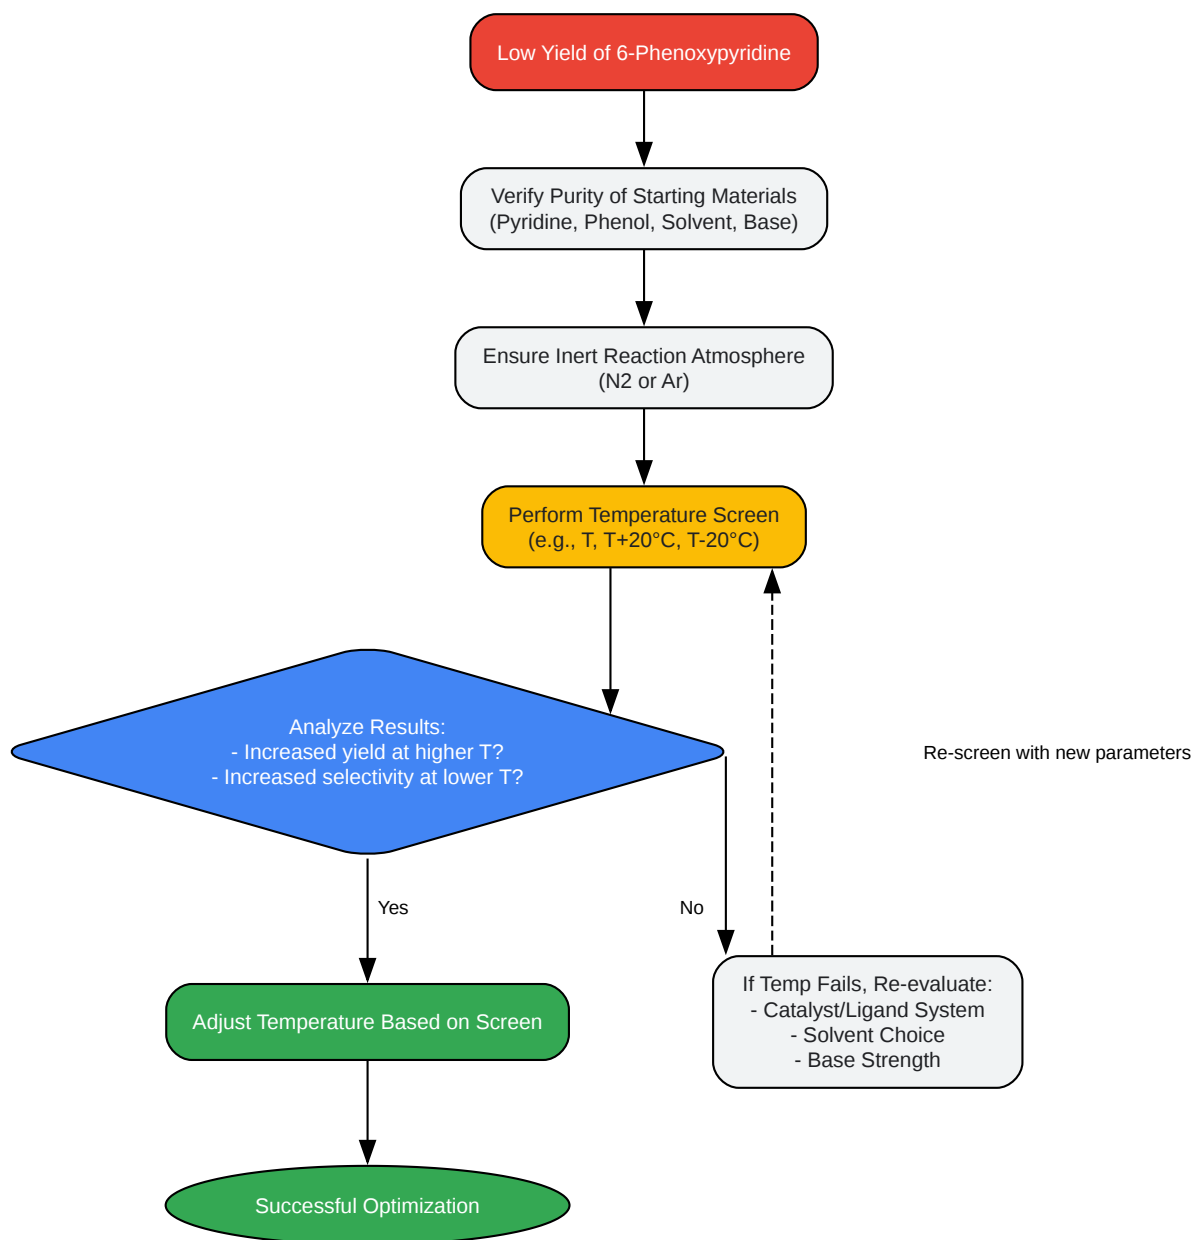 Low Yield of 6-Phenoxypyridine
Verify Purity of Starting Materials
(Pyridine, Phenol, Solvent, Base)
Ensure Inert Reaction Atmosphere
(N2 or Ar)
Perform Temperature Screen
(e.g., T, T+20°C, T-20°C)
Analyze Results:
- Increased yield at higher T?
- Increased selectivity at lower T?
Re-screen with new parameters
Yes
No
If Temp Fails, Re-evaluate:
- Catalyst/Ligand System
- Solvent Choice
- Base Strength
Adjust Temperature Based on Screen
Successful Optimization